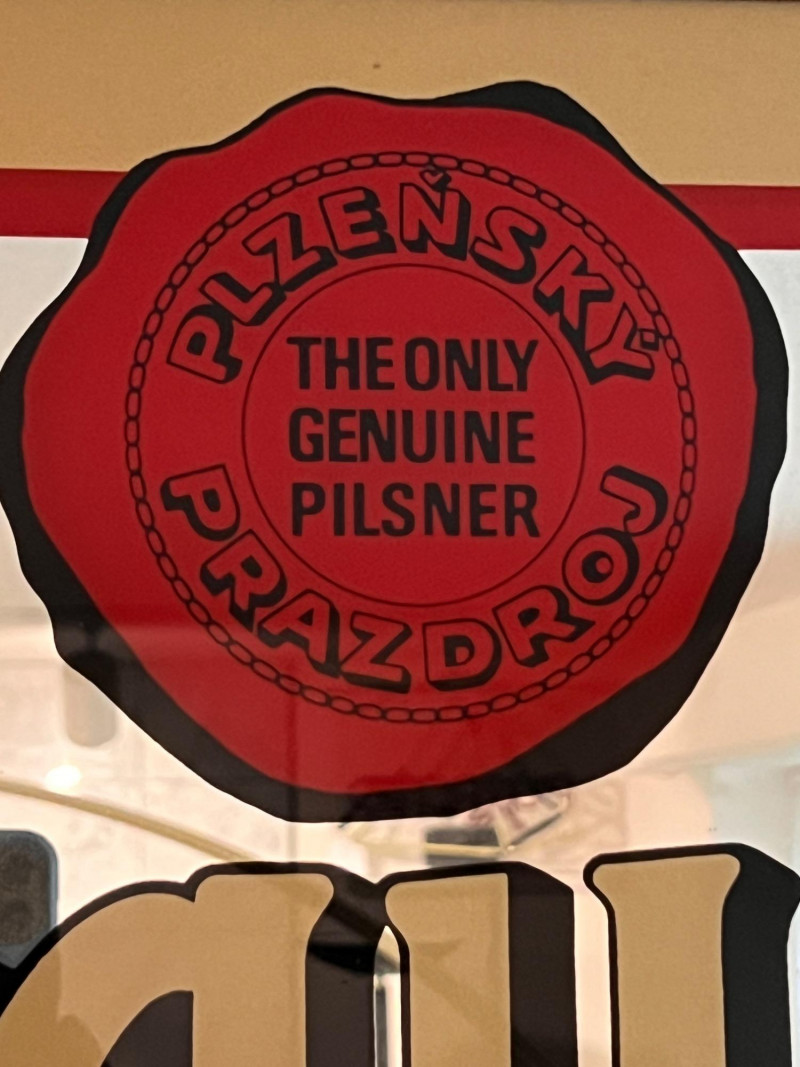 PLZEŇSKÝ
THE ONLY
GENUINE
PILSNER
PRAZDROJ